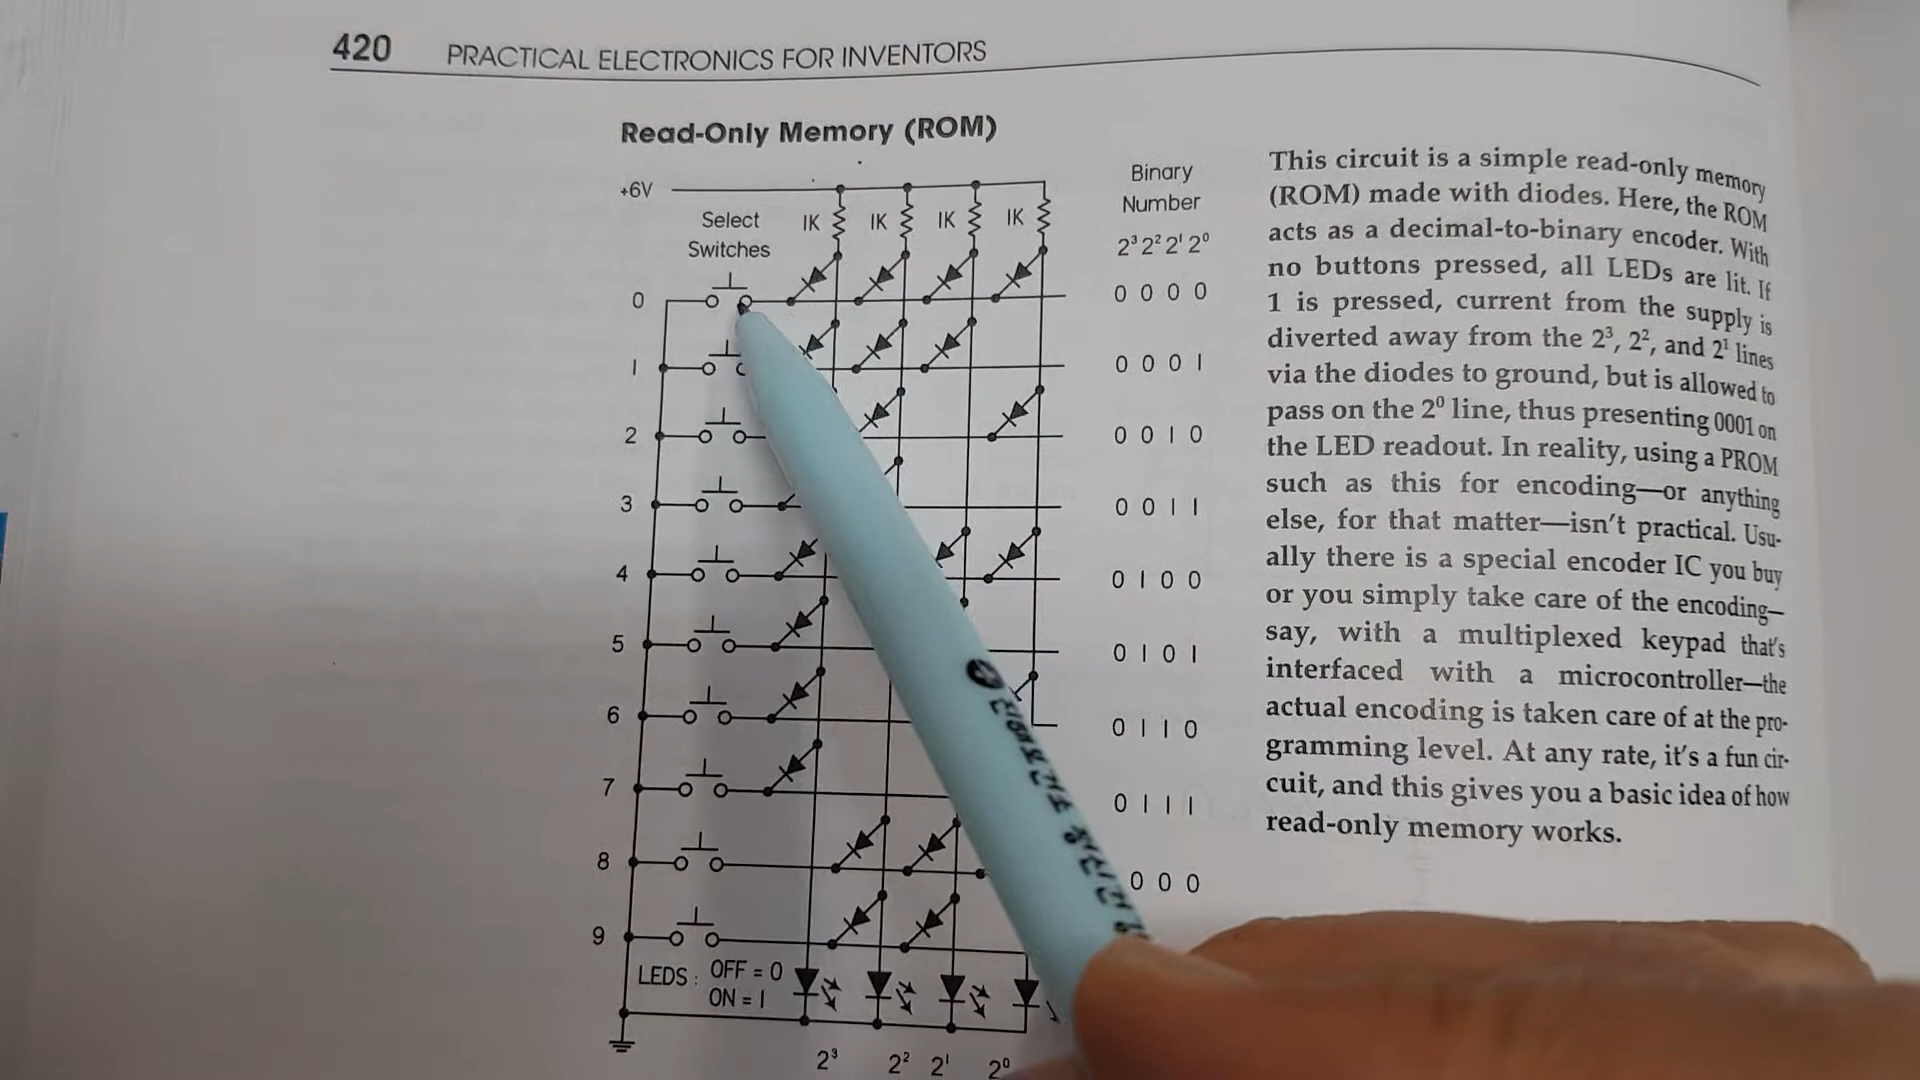 420 PRACTICAL ELECTRONICS FOR INVENTORS
Read-Only Memory (ROM)
+6V
Select
Switches
1K 1K 1K 1K
Binary
Number
2³ 2² 2¹ 2⁰
0 0 0 0 0
1 0 0 0 1
2 0 0 1 0
3 0 0 1 1
4 0 1 0 0
5 0 1 0 1
6 0 1 1 0
7 0 1 1 1
8 0 0 0
9
LEDS : OFF = 0
ON = 1
2³ 2² 2¹ 2⁰
This circuit is a simple read-only memory
(ROM) made with diodes. Here, the ROM
acts as a decimal-to-binary encoder. With
no buttons pressed, all LEDs are lit. If
1 is pressed, current from the supply is
diverted away from the 2³, 2², and 2¹ lines
via the diodes to ground, but is allowed to
pass on the 2⁰ line, thus presenting 0001 on
the LED readout. In reality, using a PROM
such as this for encoding—or anything
else, for that matter—isn't practical. Usu-
ally there is a special encoder IC you buy
or you simply take care of the encoding—
say, with a multiplexed keypad that's
interfaced with a microcontroller—the
actual encoding is taken care of at the pro-
gramming level. At any rate, it's a fun cir-
cuit, and this gives you a basic idea of how
read-only memory works.